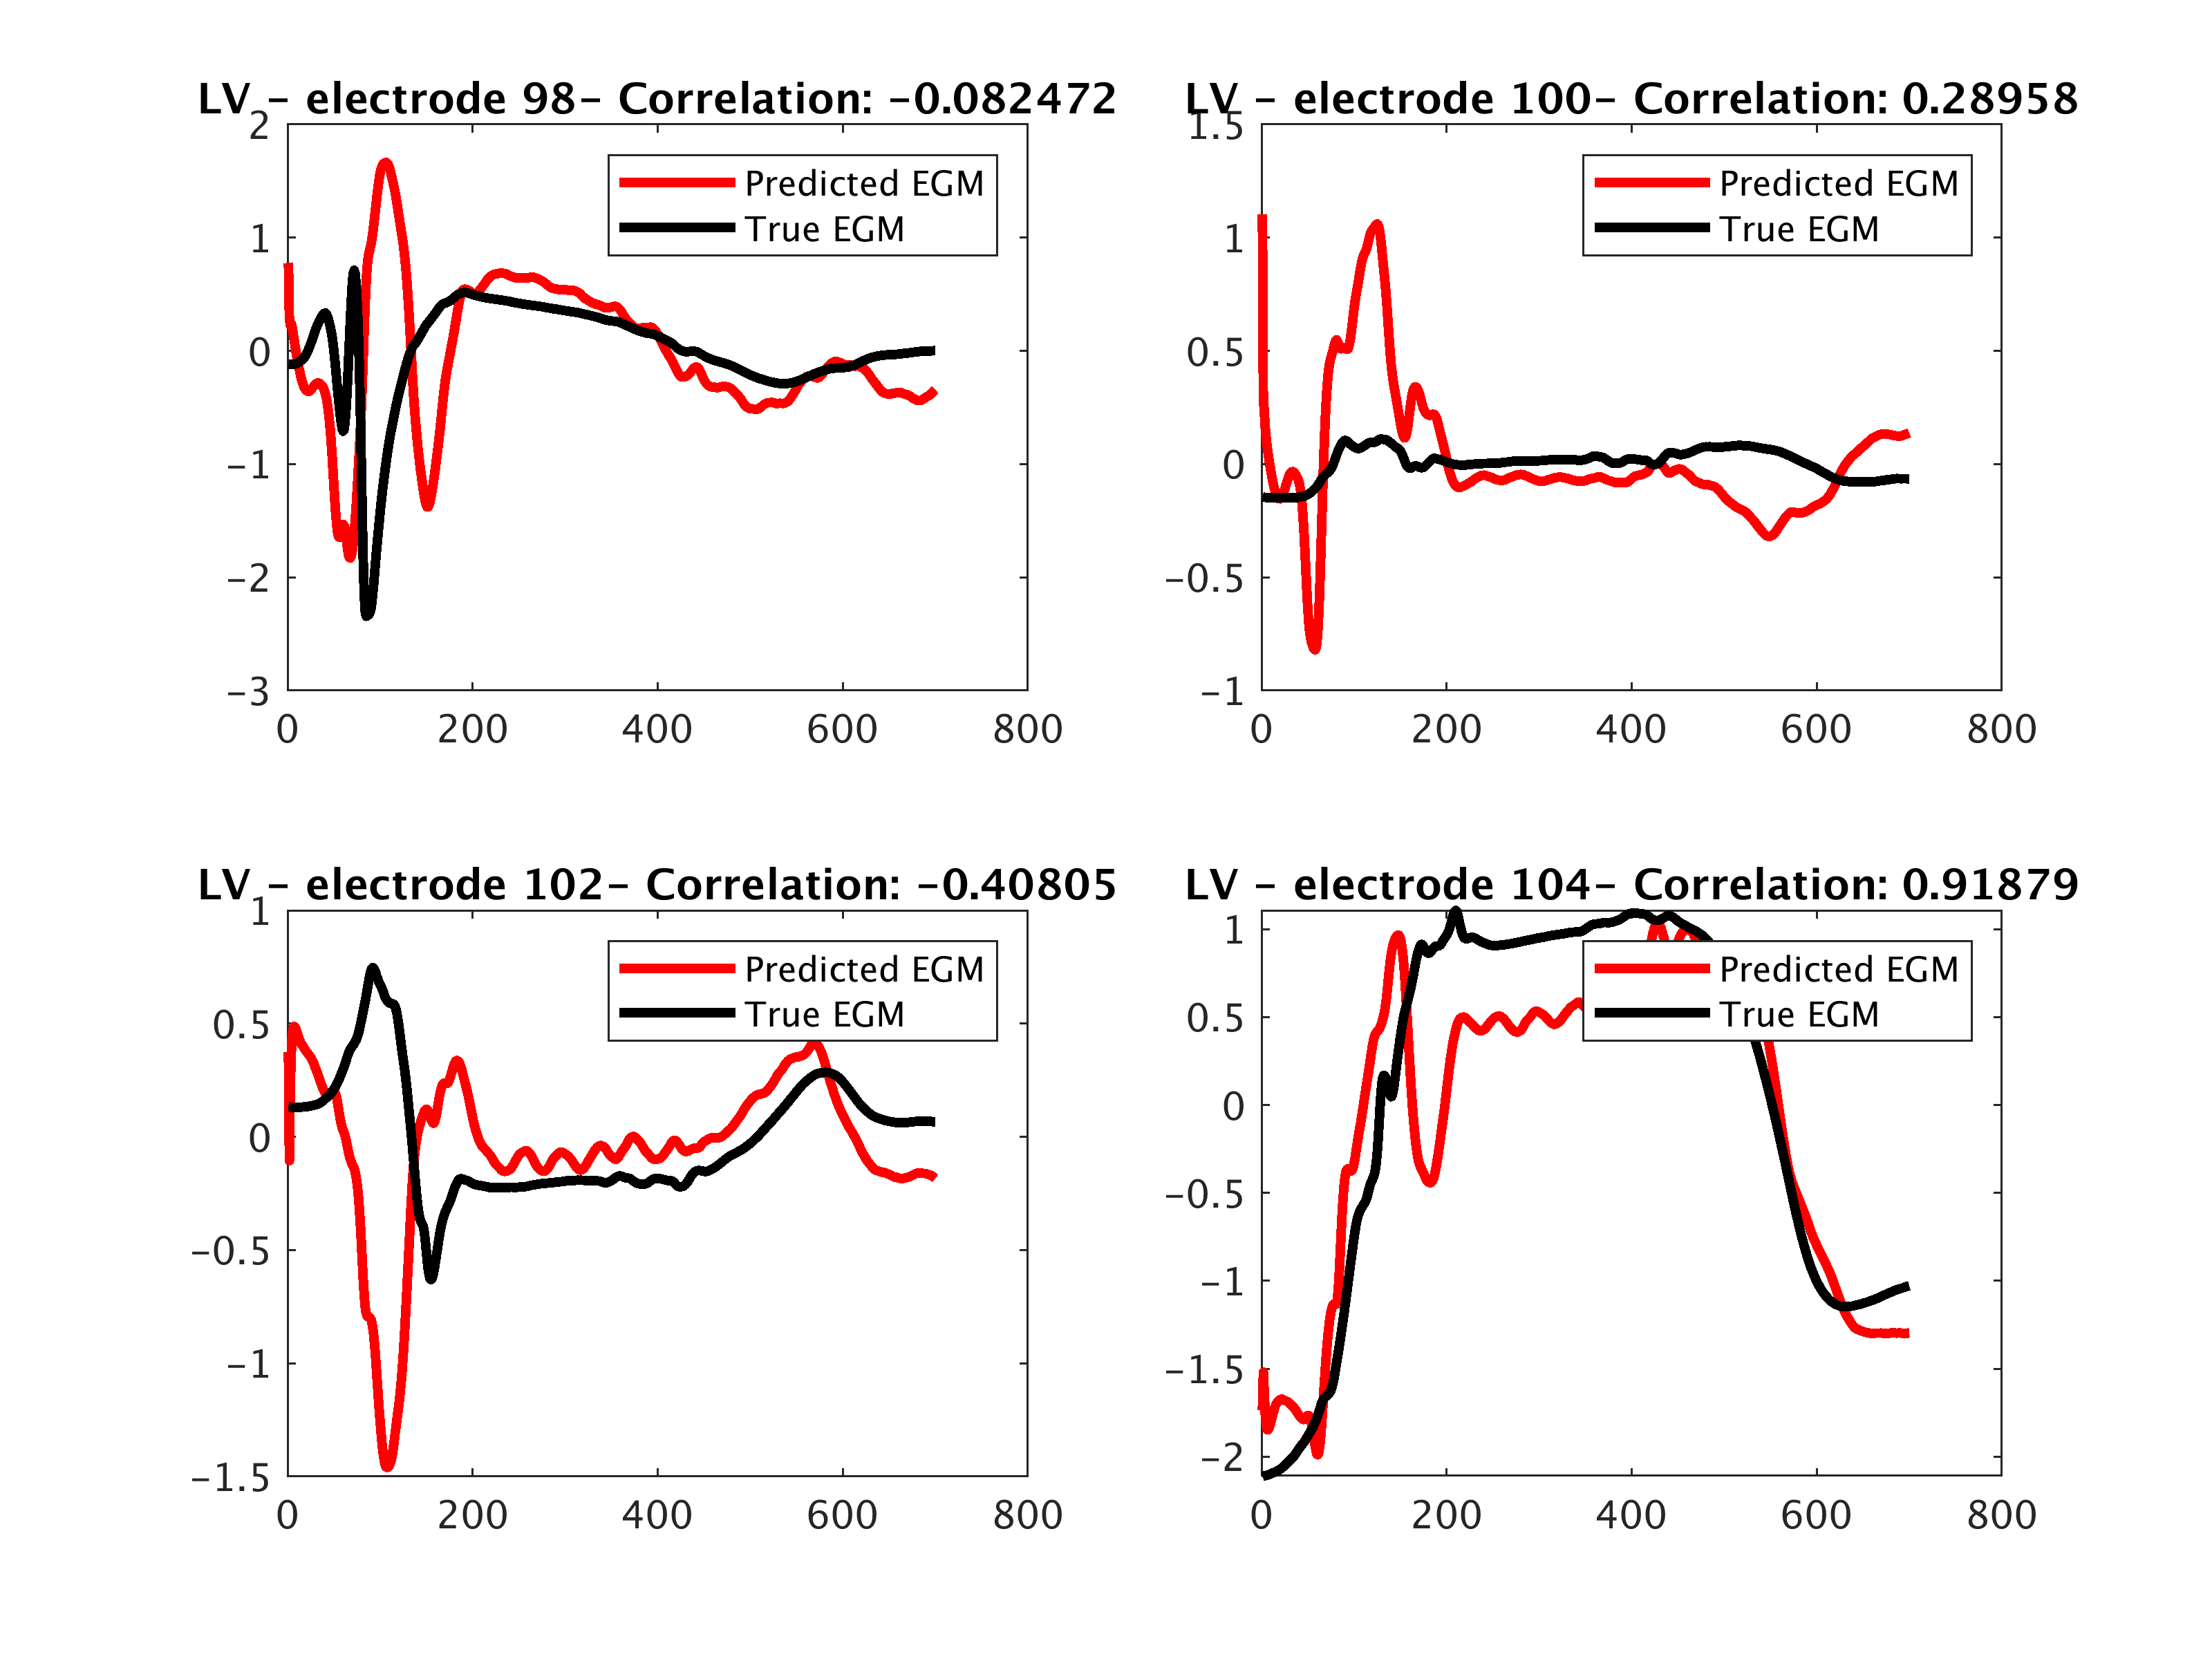 LV – electrode 98– Correlation: –0.082472
2
1
0
–1
–2
–3
0 200 400 600 800
Predicted EGM
True EGM
LV – electrode 100– Correlation: 0.28958
1.5
1
0.5
0
–0.5
–1
0 200 400 600 800
Predicted EGM
True EGM
LV – electrode 102– Correlation: –0.40805
1
0.5
0
–0.5
–1
–1.5
0 200 400 600 800
Predicted EGM
True EGM
LV – electrode 104– Correlation: 0.91879
1
0.5
0
–0.5
–1
–1.5
–2
0 200 400 600 800
Predicted EGM
True EGM